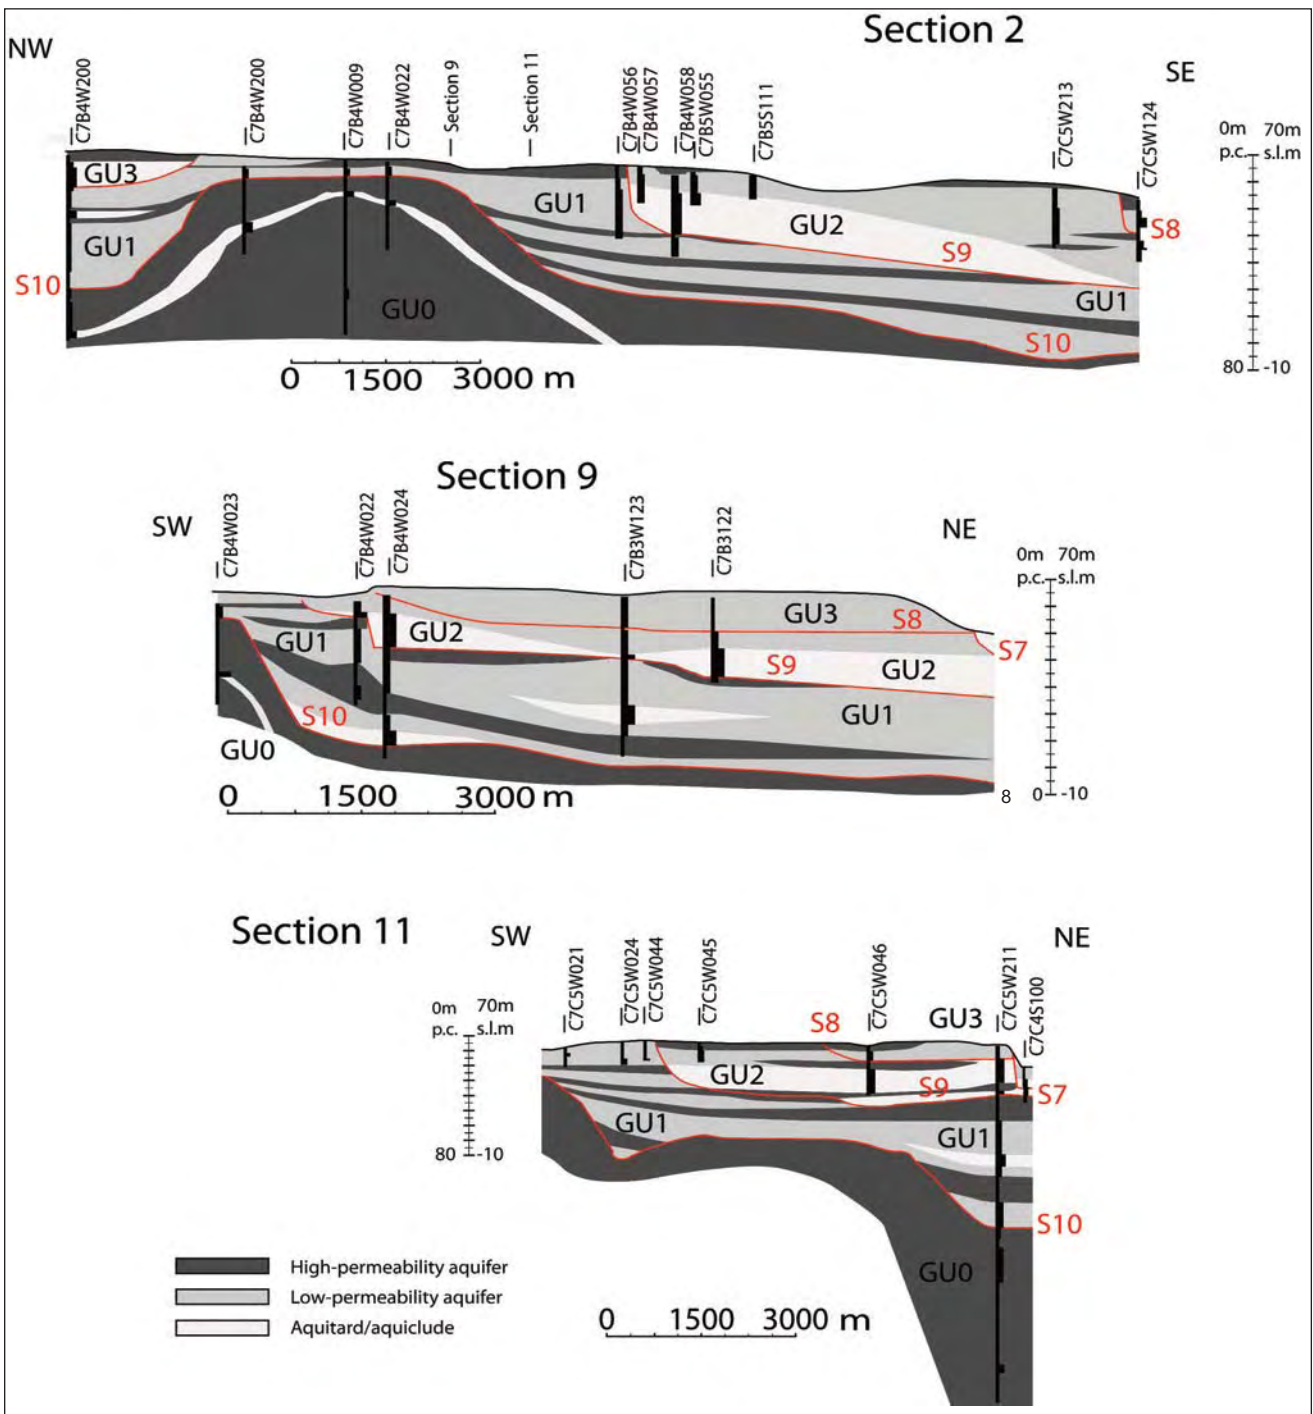 Section 2
NW
SE
C7B4W200
C7B4W200
C7B4W009
C7B4W022
Section 9
Section 11
C7B4W056
C7B4W057
C7B4W058
C7B5W055
C7B5S111
C7C5W213
C7C5W124
0m 70m
p.c. s.l.m
GU3
GU1
GU1
GU2
S9
S8
S10
GU0
GU1
S10
80 -10
0 1500 3000 m
Section 9
SW
NE
C7B4W023
C7B4W022
C7B4W024
C7B3W123
C7B3122
0m 70m
p.c. s.l.m
GU3
S8
GU1
GU2
S9
GU2
S7
S10
GU1
GU0
8 0 -10
0 1500 3000 m
Section 11
SW
NE
C7C5W021
C7C5W024
C7C5W044
C7C5W045
C7C5W046
C7C5W211
C7C4S100
0m 70m
p.c. s.l.m
S8
GU3
GU2
S9
S7
GU1
GU1
80 -10
S10
GU0
High-permeability aquifer
Low-permeability aquifer
Aquitard/aquiclude
0 1500 3000 m